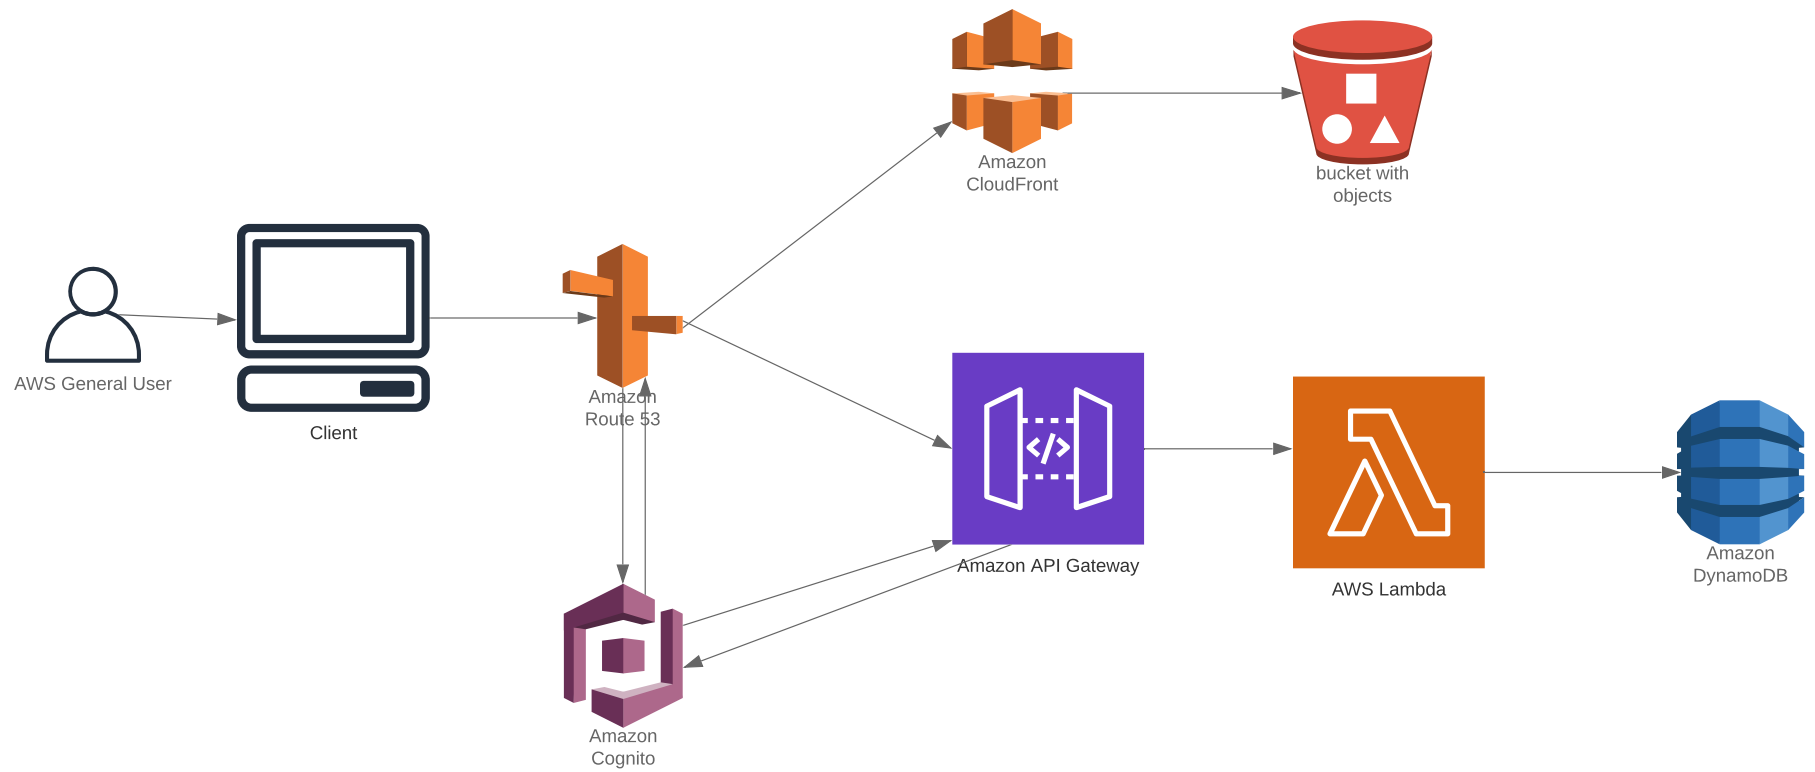 Amazon
CloudFront
bucket with
objects
AWS General User
Client
Amazon
Route 53
Amazon API Gateway
AWS Lambda
Amazon
DynamoDB
Amazon
Cognito